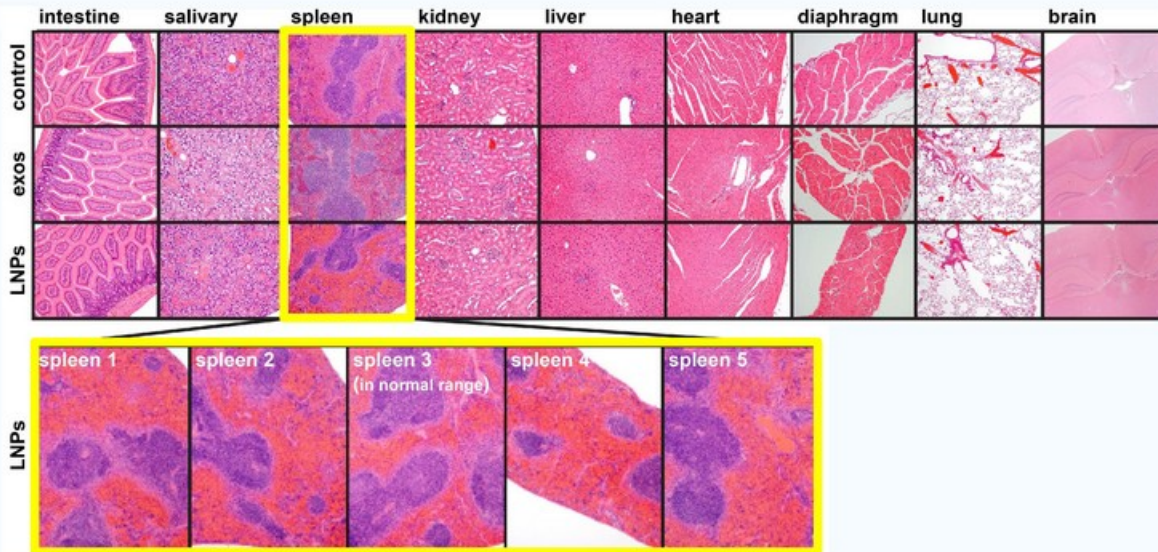 intestine salivary spleen kidney liver heart diaphragm lung brain
control
exos
LNPs
spleen 1 spleen 2 spleen 3 spleen 4 spleen 5
(in normal range)
LNPs